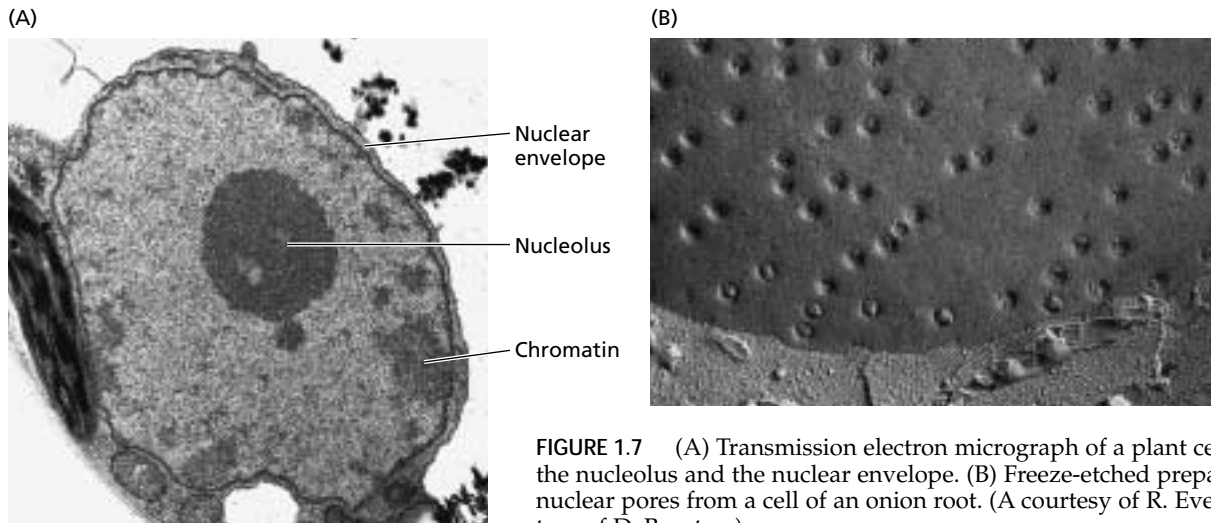 (A)
(B)
Nuclear
envelope
Nucleolus
Chromatin
FIGURE 1.7 (A) Transmission electron micrograph of a plant ce
the nucleolus and the nuclear envelope. (B) Freeze-etched prepa
nuclear pores from a cell of an onion root. (A courtesy of R. Eve